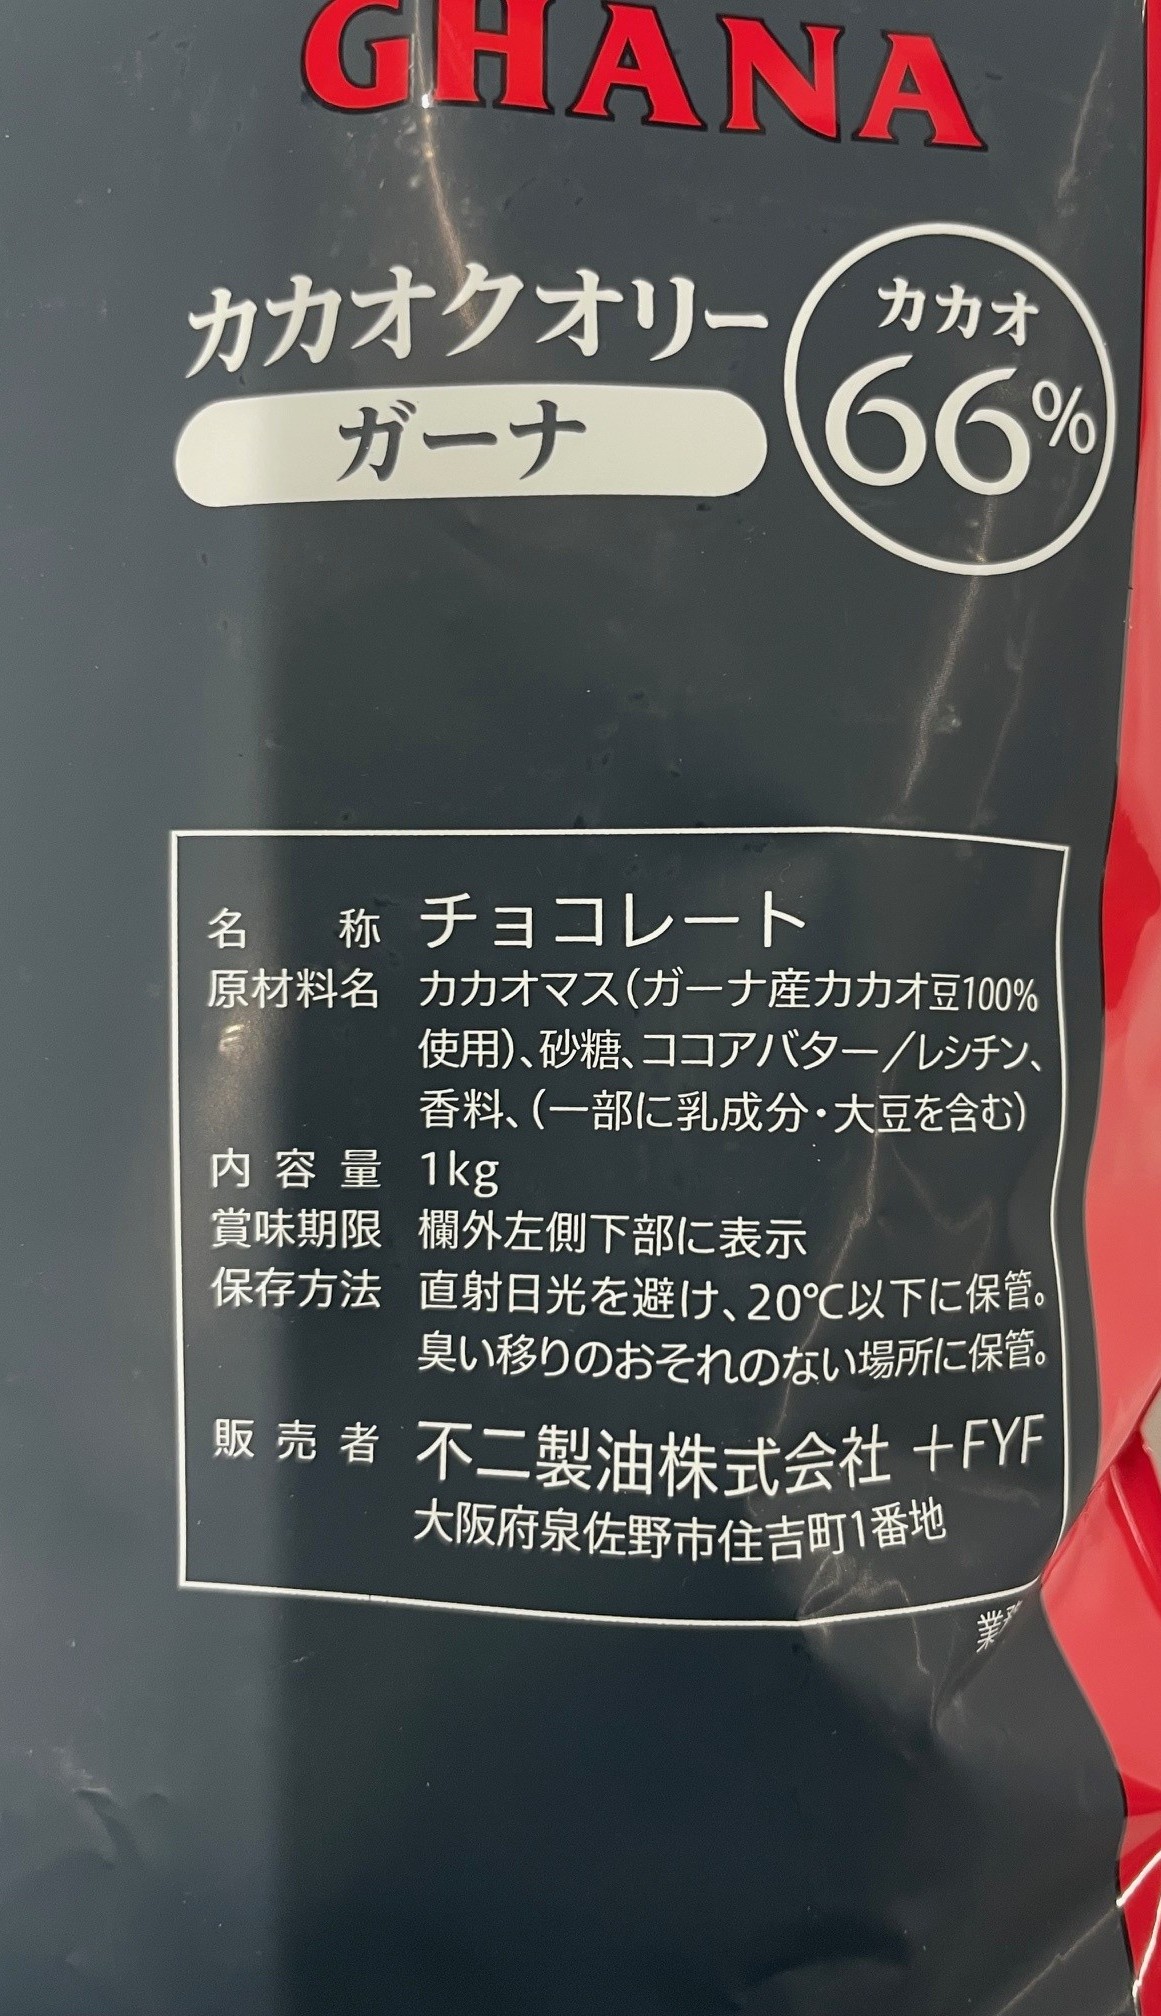 GHANA
カカオクオリー
ガーナ
カカオ
66%
名称 チョコレート
原材料名 カカオマス(ガーナ産カカオ豆100%
使用)、砂糖、ココアバター/レシチン、
香料、(一部に乳成分・大豆を含む)
内容量 1kg
賞味期限 欄外左側下部に表示
保存方法 直射日光を避け、20℃以下に保管。
臭い移りのおそれのない場所に保管。
販売者 不二製油株式会社 +FYF
大阪府泉佐野市住吉町1番地
業